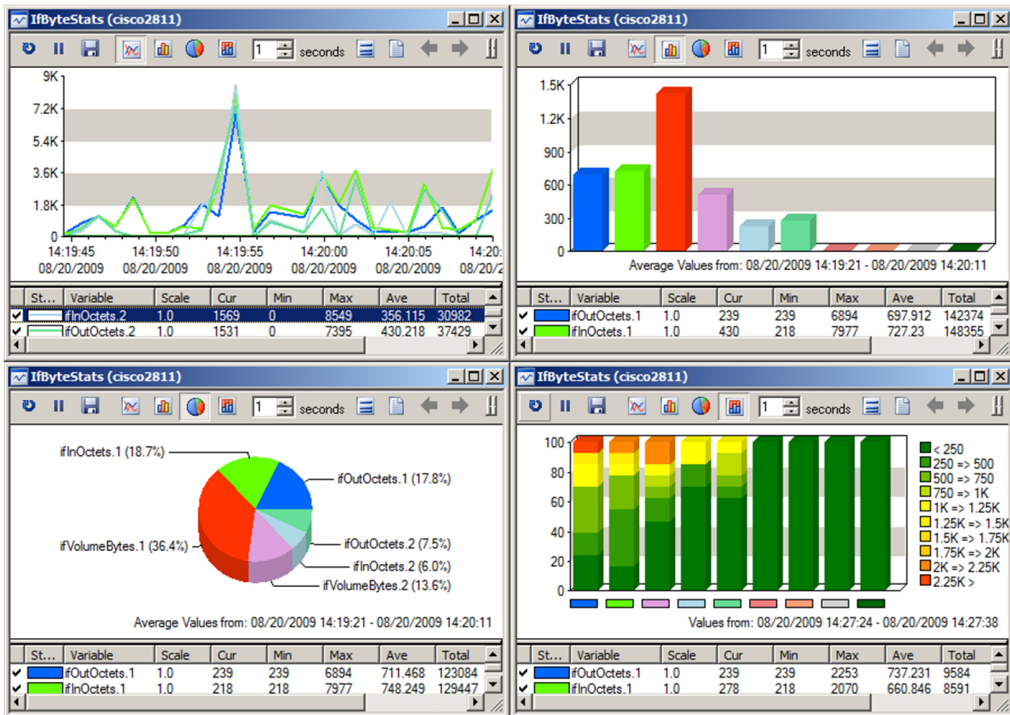 IfByteStats (cisco2811)
1 seconds
9K
7.2K
5.4K
3.6K
1.8K
0
14:19:45 14:19:50 14:19:55 14:20:00 14:20:05 14:20:
08/20/2009 08/20/2009 08/20/2009 08/20/2009 08/20/2009 08/2
St... Variable Scale Cur Min Max Ave Total
ifInOctets.2 1.0 1569 0 8549 356.115 30982
ifOutOctets.2 1.0 1531 0 7395 430.218 37429
IfByteStats (cisco2811)
1 seconds
1.5K
1.2K
900
600
300
0
Average Values from: 08/20/2009 14:19:21 - 08/20/2009 14:20:11
St... Variable Scale Cur Min Max Ave Total
ifOutOctets.1 1.0 239 239 6894 697.912 142374
ifInOctets.1 1.0 430 218 7977 727.23 148355
IfByteStats (cisco2811)
1 seconds
ifInOctets.1 (18.7%)
ifOutOctets.1 (17.8%)
ifVolumeBytes.1 (36.4%)
ifOutOctets.2 (7.5%)
ifInOctets.2 (6.0%)
ifVolumeBytes.2 (13.6%)
Average Values from: 08/20/2009 14:19:21 - 08/20/2009 14:20:11
St... Variable Scale Cur Min Max Ave Total
ifOutOctets.1 1.0 239 239 6894 711.468 123084
ifInOctets.1 1.0 218 218 7977 748.249 129447
IfByteStats (cisco2811)
1 seconds
100
80
60
40
20
0
< 250
250 => 500
500 => 750
750 => 1K
1K => 1.25K
1.25K => 1.5K
1.5K => 1.75K
1.75K => 2K
2K => 2.25K
2.25K >
Values from: 08/20/2009 14:27:24 - 08/20/2009 14:27:38
St... Variable Scale Cur Min Max Ave Total
ifOutOctets.1 1.0 239 239 2253 737.231 9584
ifInOctets.1 1.0 278 218 2070 660.846 8591